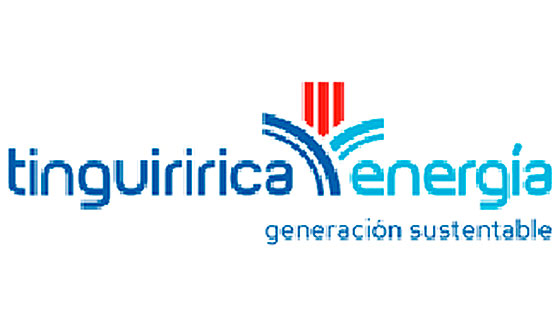 tinguiririca energía
generación sustentable